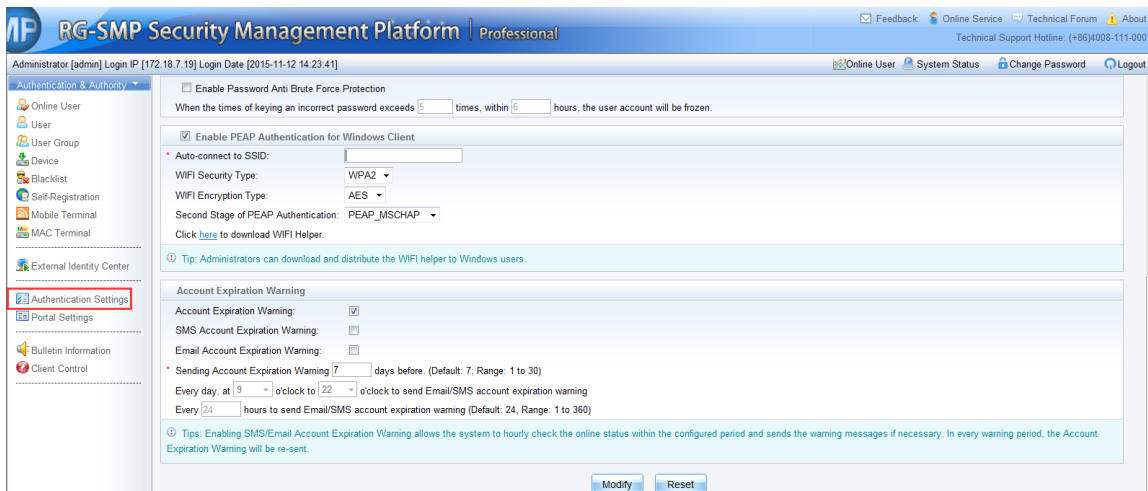 MP RG-SMP Security Management Platform | Professional
Feedback Online Service Technical Forum About
Technical Support Hotline: (+86)4008-111-000
Administrator [admin] Login IP [172.18.7.19] Login Date [2015-11-12 14:23:41]
Online User System Status Change Password Logout
Authentication & Authority
Online User
User
User Group
Device
Blacklist
Self-Registration
Mobile Terminal
MAC Terminal
External Identity Center
Authentication Settings
Portal Settings
Bulletin Information
Client Control
Enable Password Anti Brute Force Protection
When the times of keying an incorrect password exceeds 5 times, within 6 hours, the user account will be frozen.
Enable PEAP Authentication for Windows Client
* Auto-connect to SSID:
WIFI Security Type: WPA2
WIFI Encryption Type: AES
Second Stage of PEAP Authentication: PEAP_MSCHAP
Click here to download WIFI Helper.
Tip: Administrators can download and distribute the WIFI helper to Windows users.
Account Expiration Warning
Account Expiration Warning:
SMS Account Expiration Warning:
Email Account Expiration Warning:
* Sending Account Expiration Warning 7 days before. (Default: 7; Range: 1 to 30)
Every day, at 9 o'clock to 22 o'clock to send Email/SMS account expiration warning
Every 24 hours to send Email/SMS account expiration warning (Default: 24, Range: 1 to 360)
Tips: Enabling SMS/Email Account Expiration Warning allows the system to hourly check the online status within the configured period and sends the warning messages if necessary. In every warning period, the Account
Expiration Warning will be re-sent.
Modify Reset